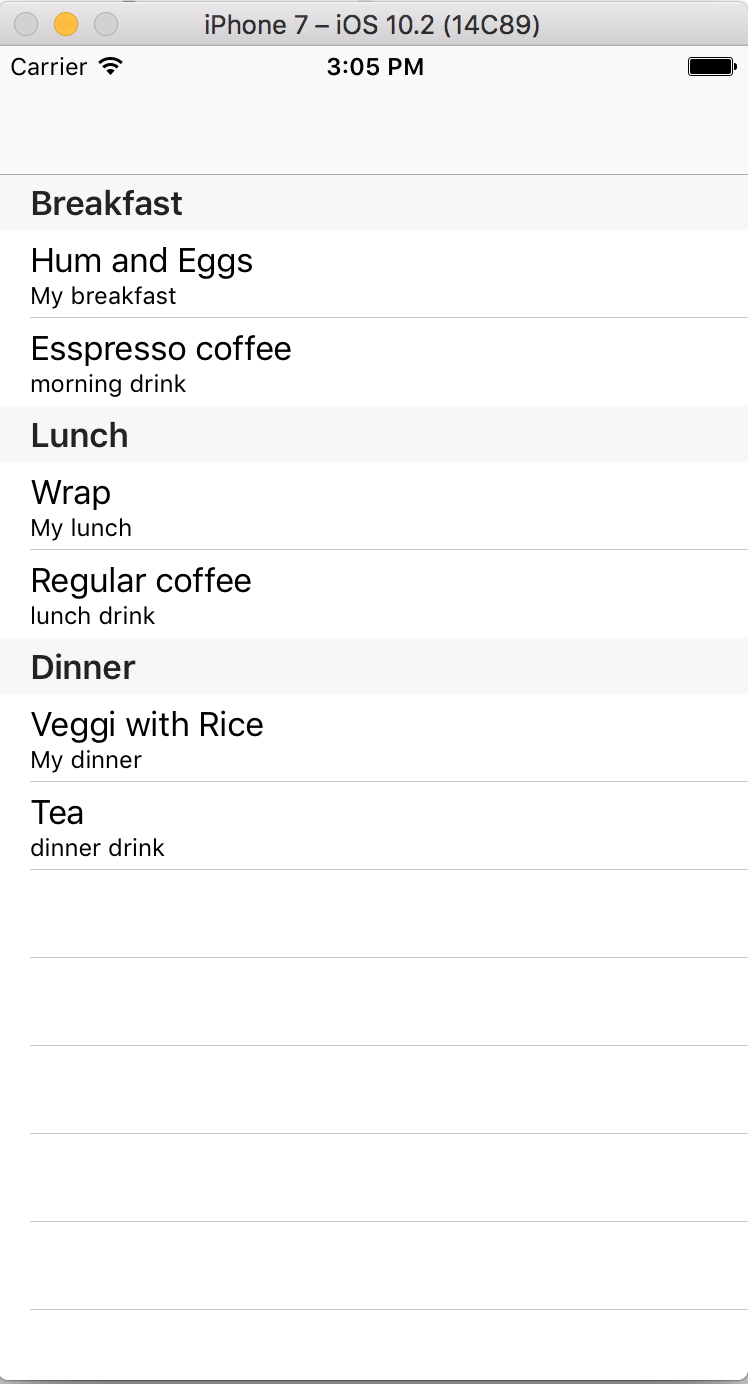 iPhone 7 – iOS 10.2 (14C89)
Carrier 3:05 PM
Breakfast
Hum and Eggs
My breakfast
Esspresso coffee
morning drink
Lunch
Wrap
My lunch
Regular coffee
lunch drink
Dinner
Veggi with Rice
My dinner
Tea
dinner drink